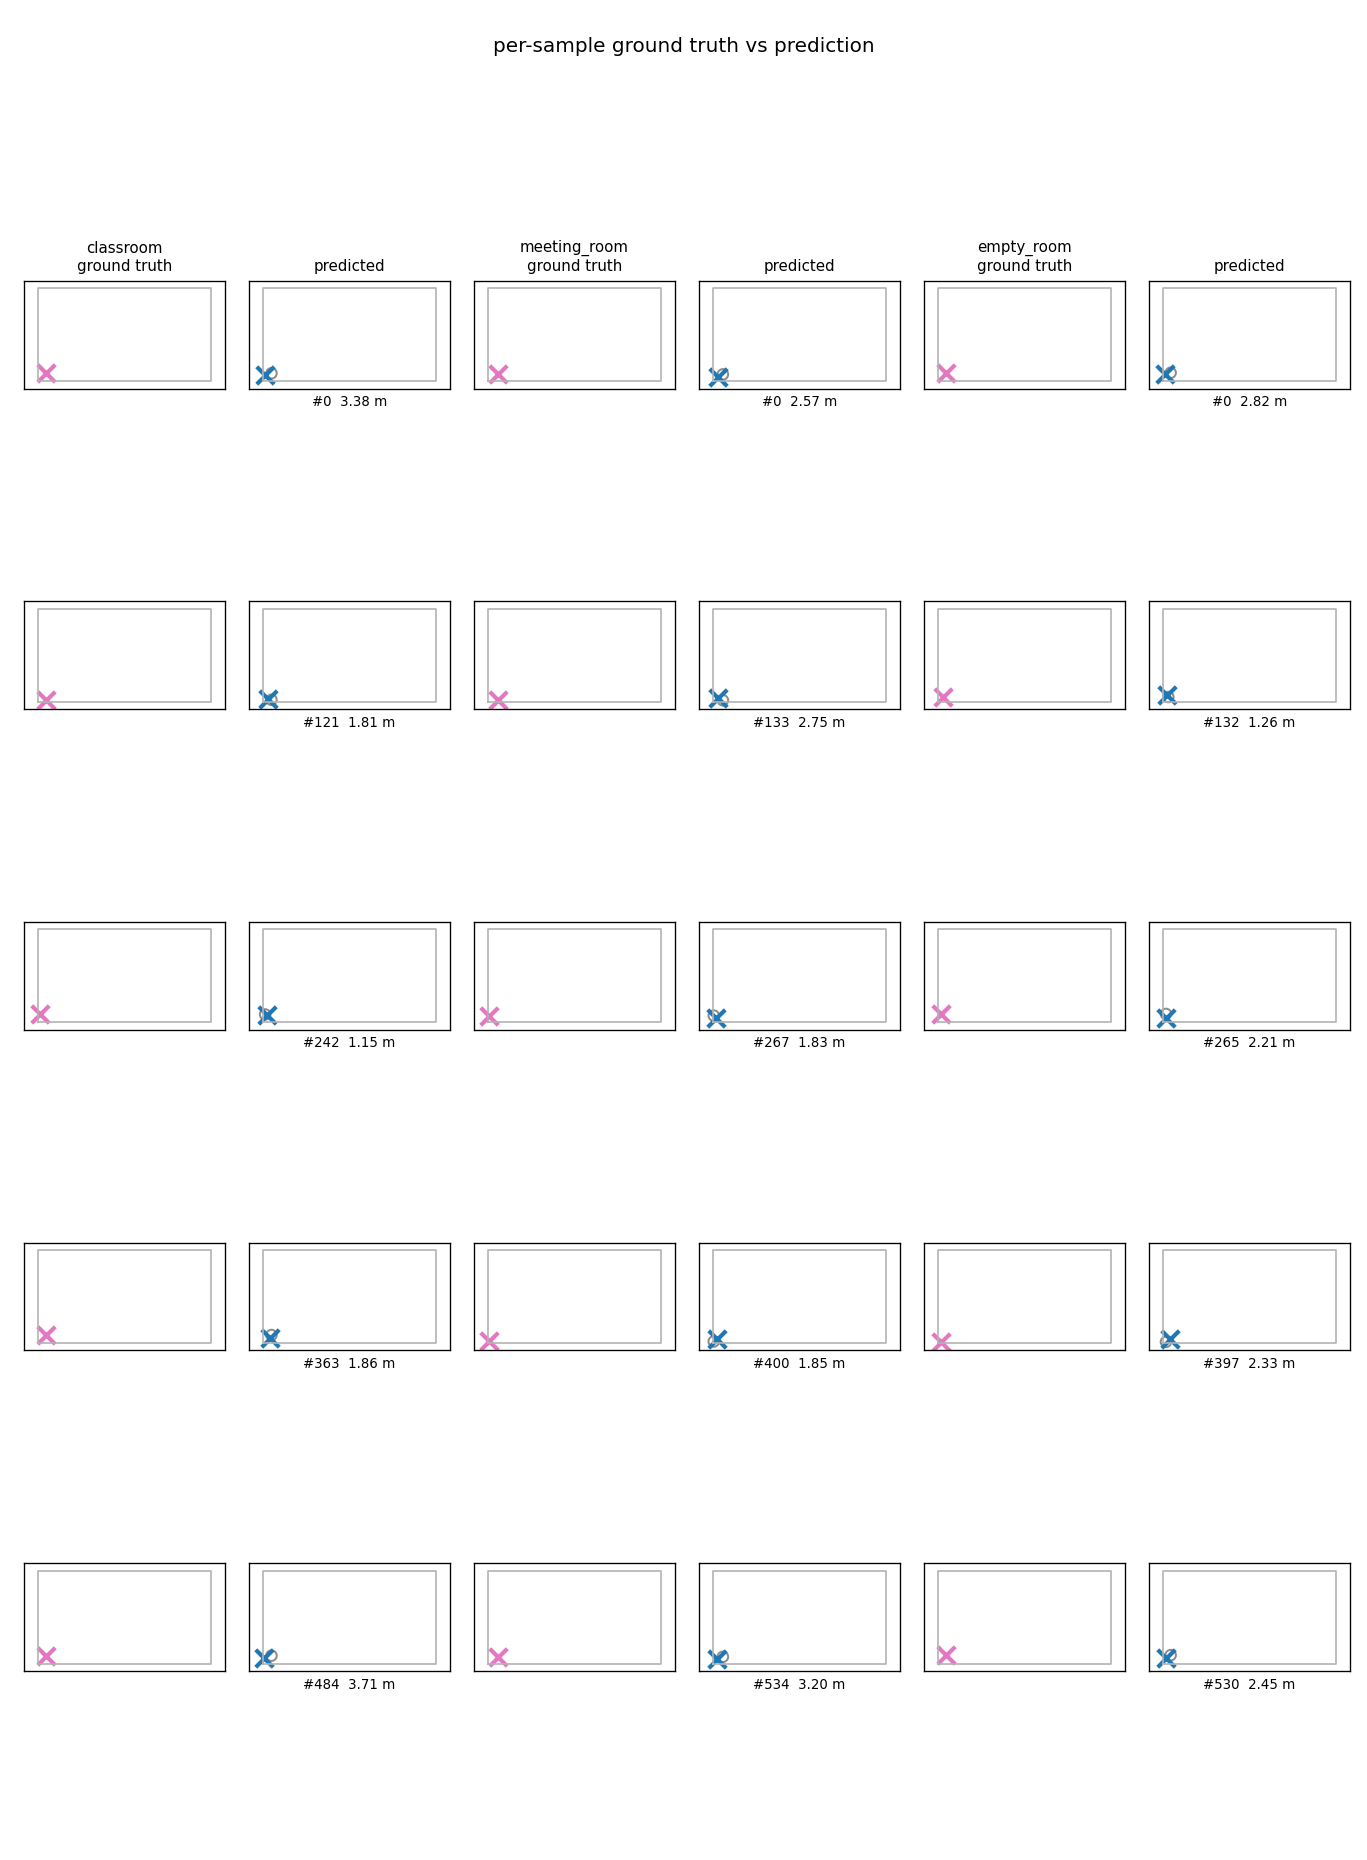 per-sample ground truth vs prediction
classroom
ground truth
predicted
meeting_room
ground truth
predicted
empty_room
ground truth
predicted
#0  3.38 m
#0  2.57 m
#0  2.82 m
#121  1.81 m
#133  2.75 m
#132  1.26 m
#242  1.15 m
#267  1.83 m
#265  2.21 m
#363  1.86 m
#400  1.85 m
#397  2.33 m
#484  3.71 m
#534  3.20 m
#530  2.45 m